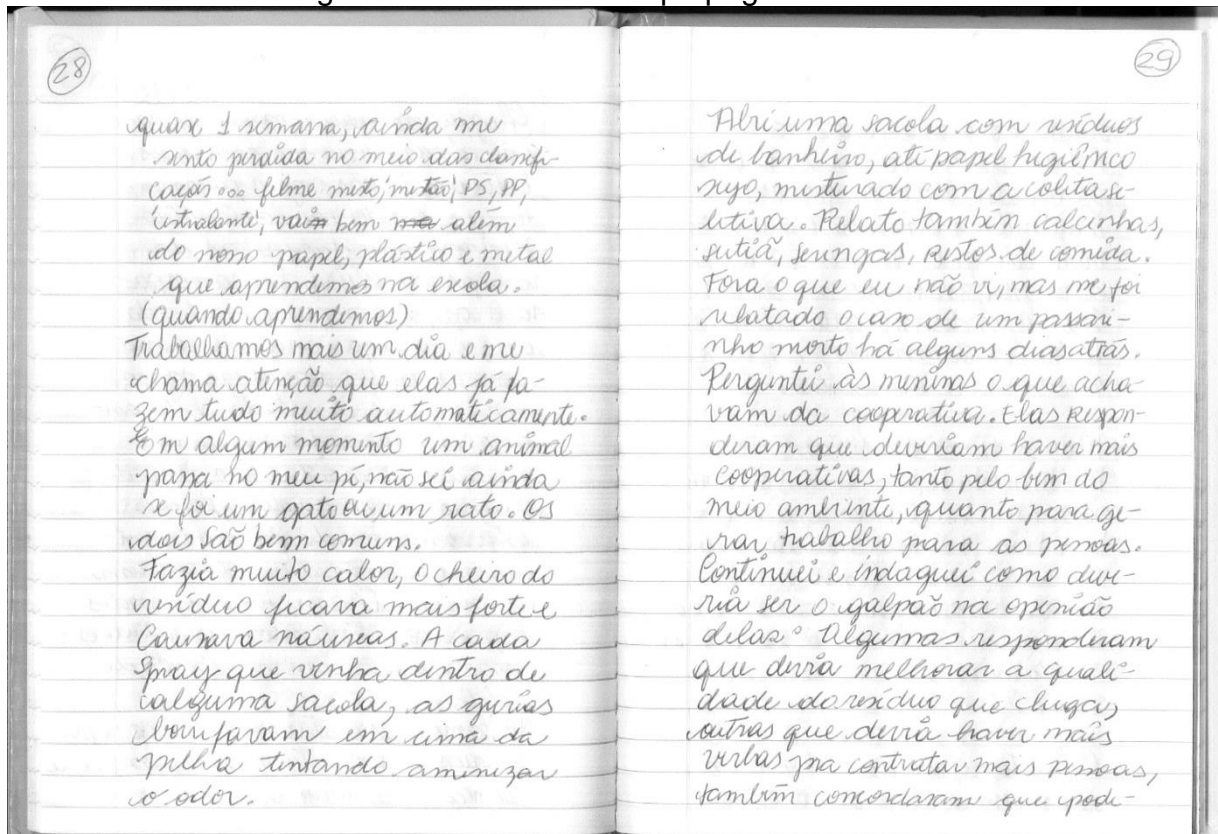 28
quase 1 semana, ainda me
sinto perdida no meio das classifi-
cações... filme misto, 'mistão', PS, PP,
'estralante', vai bem além
do nosso papel, plástico e metal
que aprendemos na escola.
(quando aprendemos)
Trabalhamos mais um dia e me
chama atenção que elas já fa-
zem tudo muito automaticamente.
Em algum momento um animal
passa no meu pé, não sei ainda
se foi um gato ou um rato. Os
dois são bem comuns.
Fazia muito calor, o cheiro do
resíduo ficava mais forte e
causava náuseas. A cada
Spray que vinha dentro de
alguma sacola, as gurias
borrifavam em cima da
pilha tentando amenizar
o odor.
29
Abri uma sacola com resíduos
de banheiro, até papel higiênico
sujo, misturado com a coleta se-
letiva. Relato também calcinhas,
sutiã, seringas, restos de comida.
Fora o que eu não vi, mas me foi
relatado o caso de um passari-
nho morto há alguns dias atrás.
Perguntei às meninas o que acha-
vam da cooperativa. Elas respon-
deram que deveriam haver mais
cooperativas, tanto pelo bem do
meio ambiente, quanto para ge-
rar trabalho para as pessoas.
Continuei e indaguei como deve-
ria ser o galpão na openião
delas. Algumas responderam
que devia melhorar a quali-
dade do resíduo que chega,
outras que devia haver mais
verbas pra contratar mais pessoas,
também concordaram que pode-